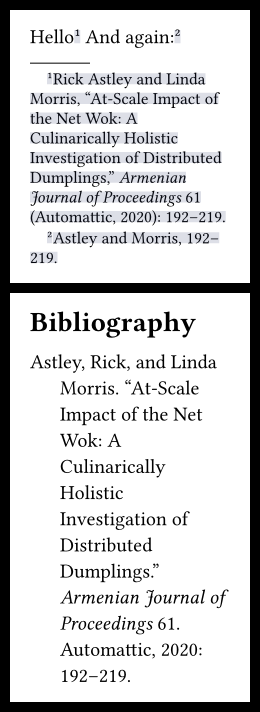 Hello¹ And again:²
¹Rick Astley and Linda
Morris, “At-Scale Impact of
the Net Wok: A
Culinarically Holistic
Investigation of Distributed
Dumplings,” Armenian
Journal of Proceedings 61
(Automattic, 2020): 192–219.
²Astley and Morris, 192–
219.
Bibliography
Astley, Rick, and Linda
Morris. “At-Scale
Impact of the Net
Wok: A
Culinarically
Holistic
Investigation of
Distributed
Dumplings.”
Armenian Journal of
Proceedings 61.
Automattic, 2020:
192–219.